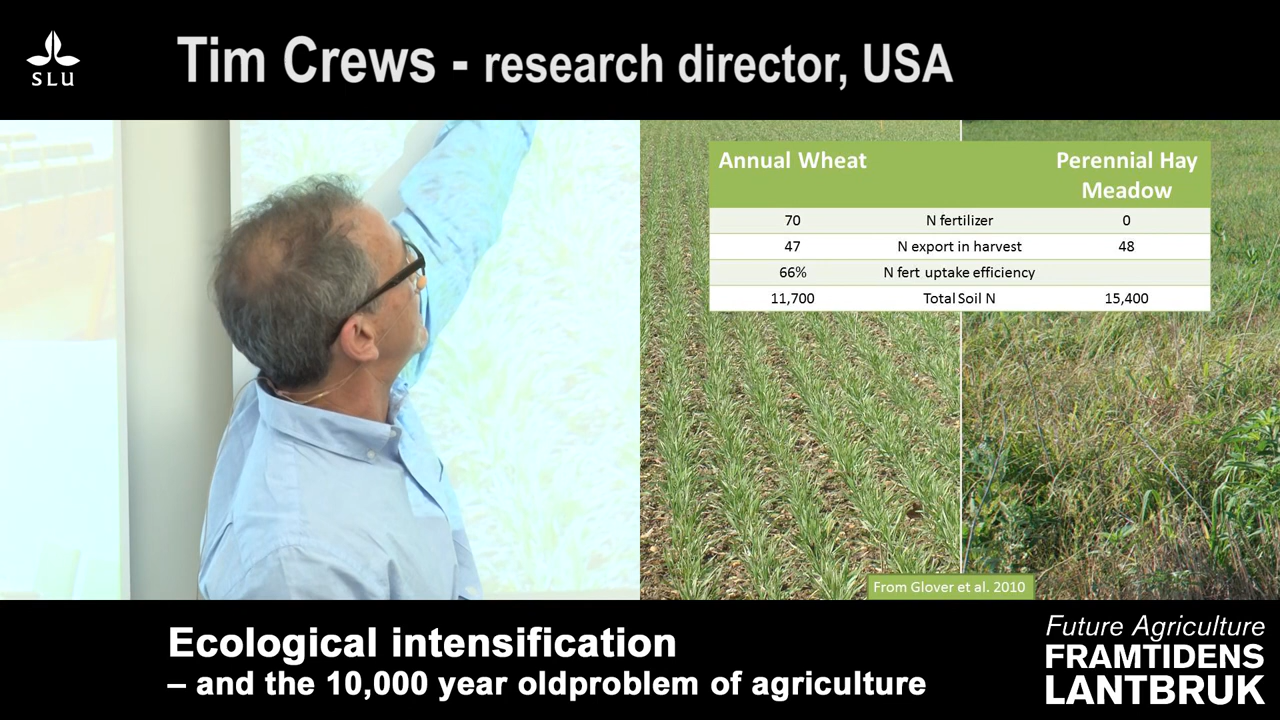 SLU
Tim Crews - research director, USA
Annual Wheat
Perennial Hay
Meadow
70 N fertilizer 0
47 N export in harvest 48
66% N fert uptake efficiency
11,700 Total Soil N 15,400
From Glover et al. 2010
Ecological intensification
– and the 10,000 year oldproblem of agriculture
Future Agriculture
FRAMTIDENS
LANTBRUK